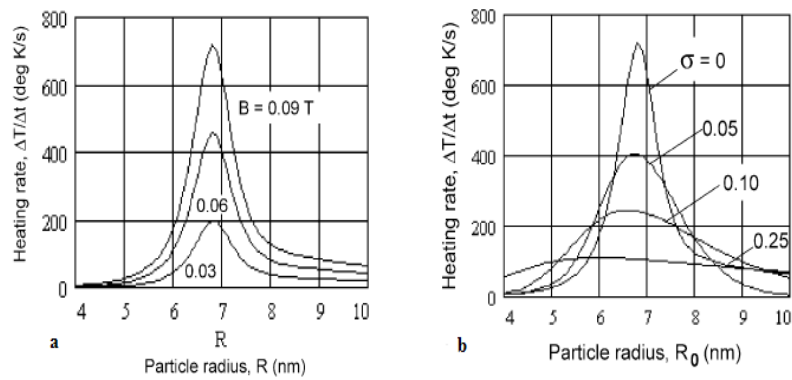 Heating rate, ΔT/Δt (deg K/s)
800
600
400
200
0
B = 0.09 T
0.06
0.03
4 5 6 7 8 9 10
R
a
Particle radius, R (nm)
Heating rate, ΔT/Δt (deg K/s)
800
600
400
200
0
σ = 0
0.05
0.10
0.25
4 5 6 7 8 9 10
b
Particle radius, R₀ (nm)